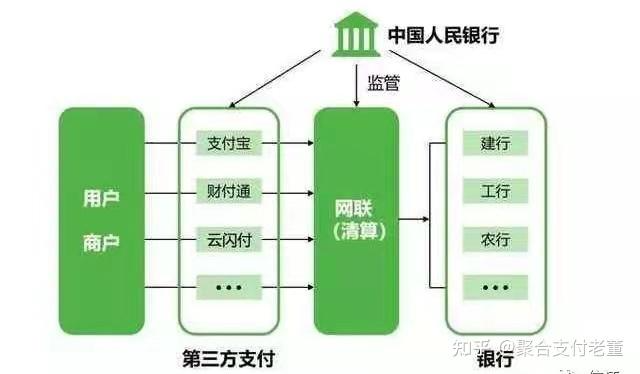 中国人民银行
监管
用户
商户
支付宝
财付通
云闪付
网联
(清算)
建行
工行
农行
第三方支付
银行
知乎 @聚合支付老董